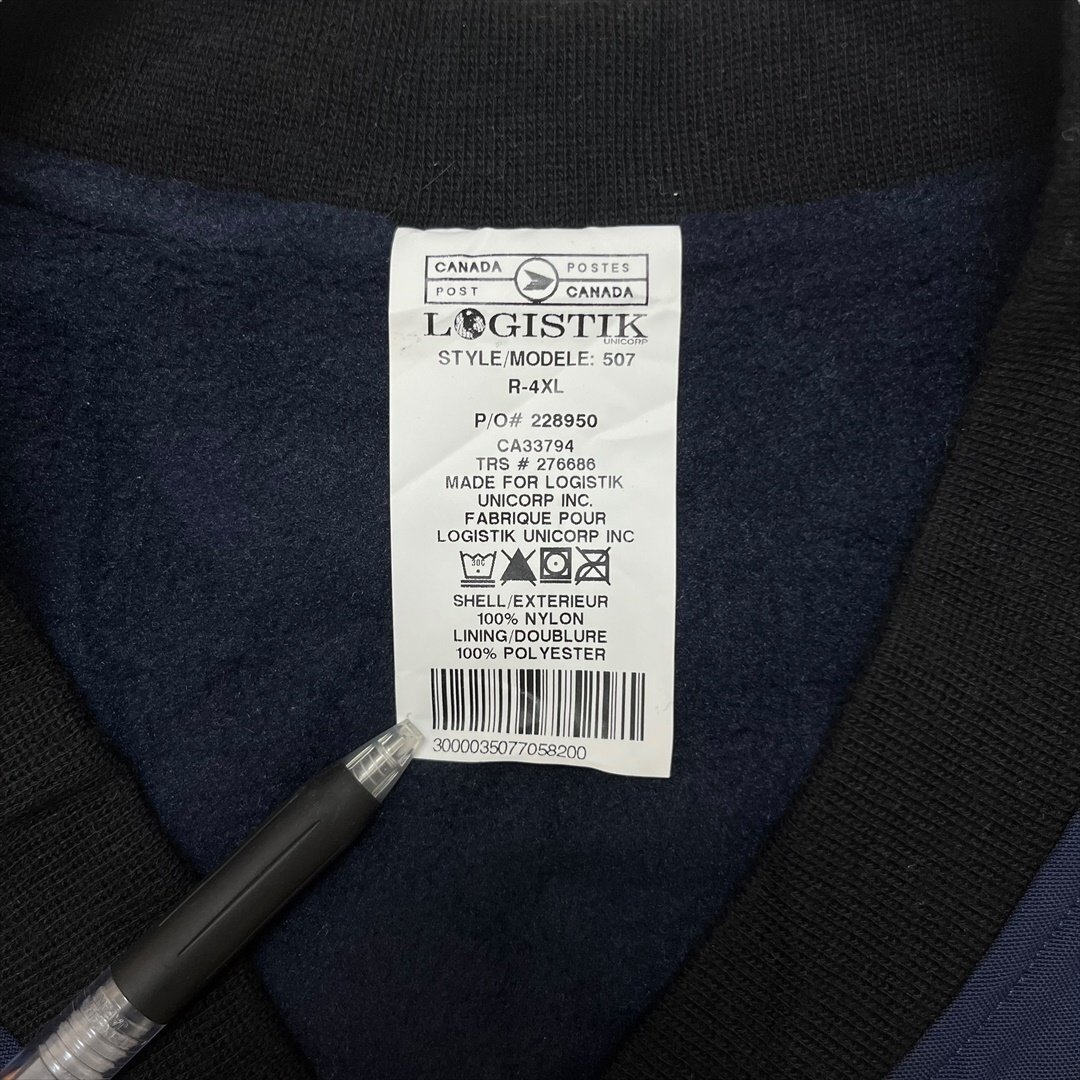 CANADA POSTES
POST CANADA
LOGISTIK
UNICORP
STYLE/MODELE: 507
R-4XL
P/O# 228950
CA33794
TRS # 276686
MADE FOR LOGISTIK
UNICORP INC.
FABRIQUE POUR
LOGISTIK UNICORP INC
30C
SHELL/EXTERIEUR
100% NYLON
LINING/DOUBLURE
100% POLYESTER
3000035077058200